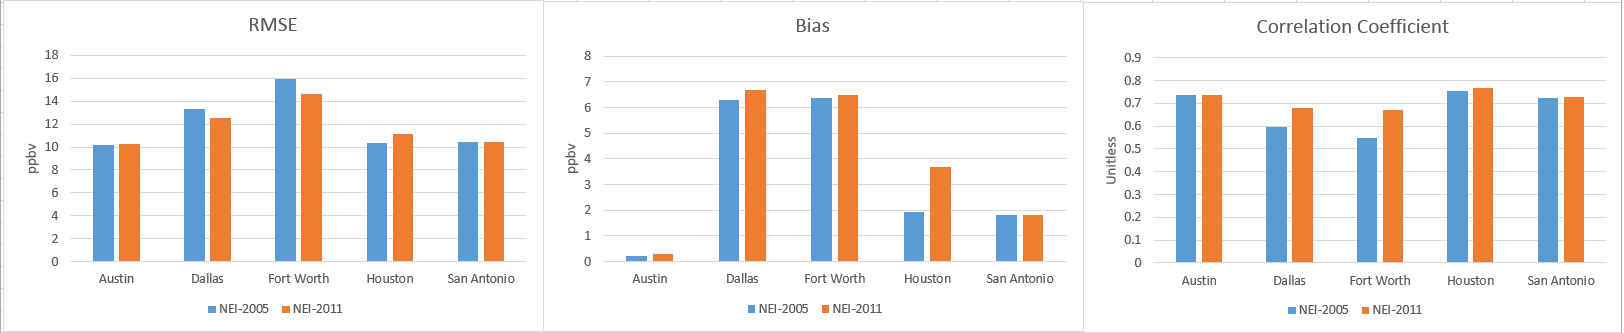 RMSE
18
16
14
12
10
8
6
4
2
0
ppbv
Austin
Dallas
Fort Worth
Houston
San Antonio
NEI-2005
NEI-2011
Bias
8
7
6
5
4
3
2
1
0
ppbv
Austin
Dallas
Fort Worth
Houston
San Antonio
NEI-2005
NEI-2011
Correlation Coefficient
0.9
0.8
0.7
0.6
0.5
0.4
0.3
0.2
0.1
0
Unitless
Austin
Dallas
Fort Worth
Houston
San Antonio
NEI-2005
NEI-2011